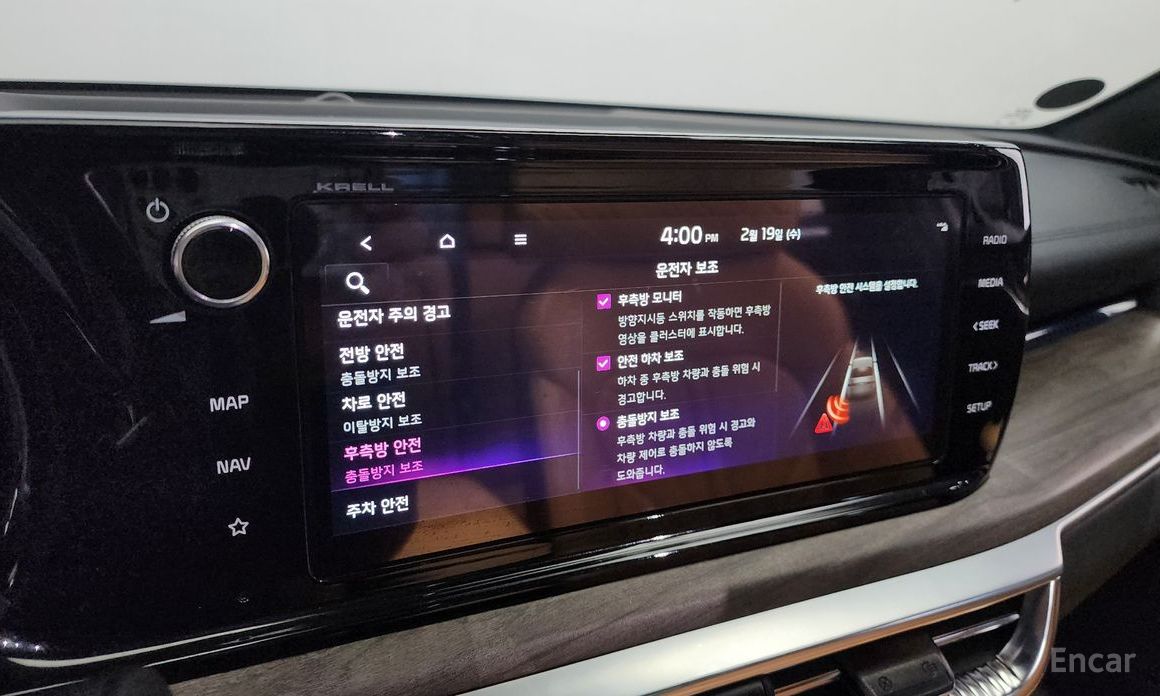 KRELL
4:00 PM 2월 19일 (수)
운전자 보조
운전자 주의 경고
전방 안전
충돌방지 보조
차로 안전
이탈방지 보조
후측방 안전
충돌방지 보조
주차 안전
후측방 모니터
방향지시등 스위치를 작동하면 후측방
영상을 클러스터에 표시합니다.
안전 하차 보조
하차 중 후측방 차량과 충돌 위험 시
경고합니다.
충돌방지 보조
후측방 차량과 충돌 위험 시 경고와
차량 제어로 충돌하지 않도록
도와줍니다.
후측방 안전 시스템을 설정합니다.
MAP
NAV
RADIO
MEDIA
<SEEK
TRACK>
SETUP
Encar